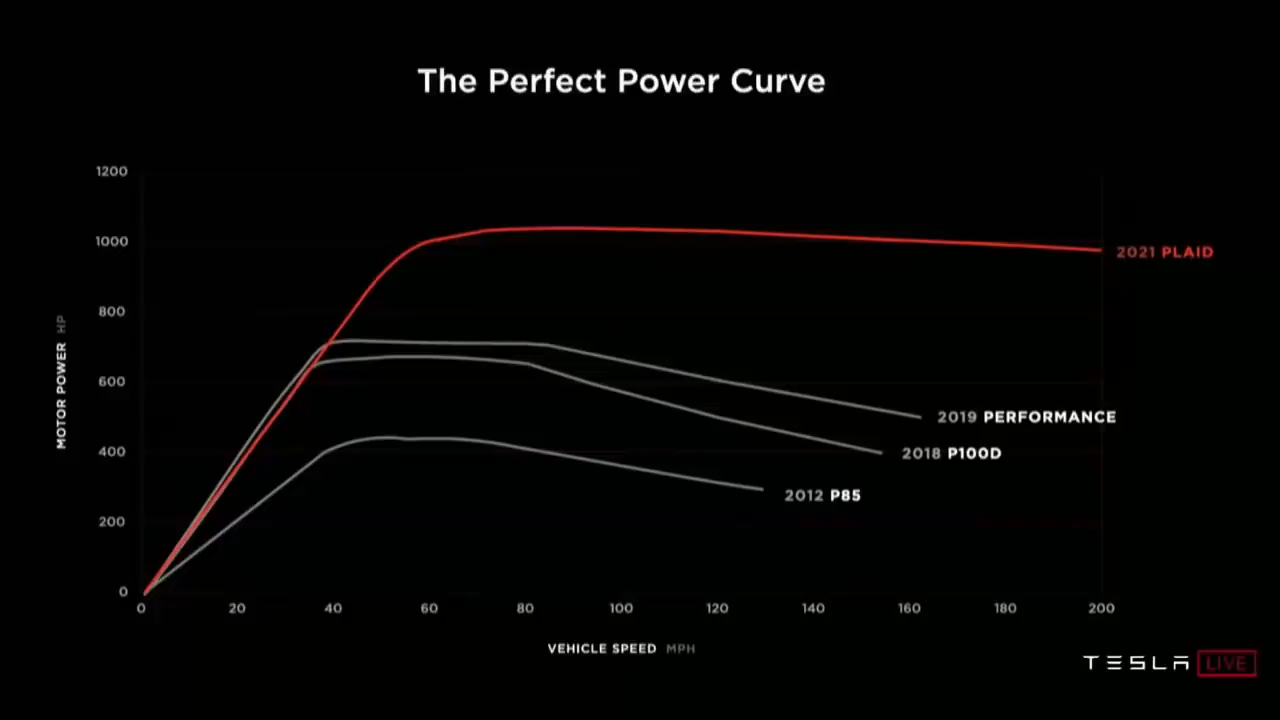 The Perfect Power Curve
1200
1000
800
600
400
200
0
MOTOR POWER HP
0 20 40 60 80 100 120 140 160 180 200
VEHICLE SPEED MPH
2021 PLAID
2019 PERFORMANCE
2018 P100D
2012 P85
TESLA LIVE